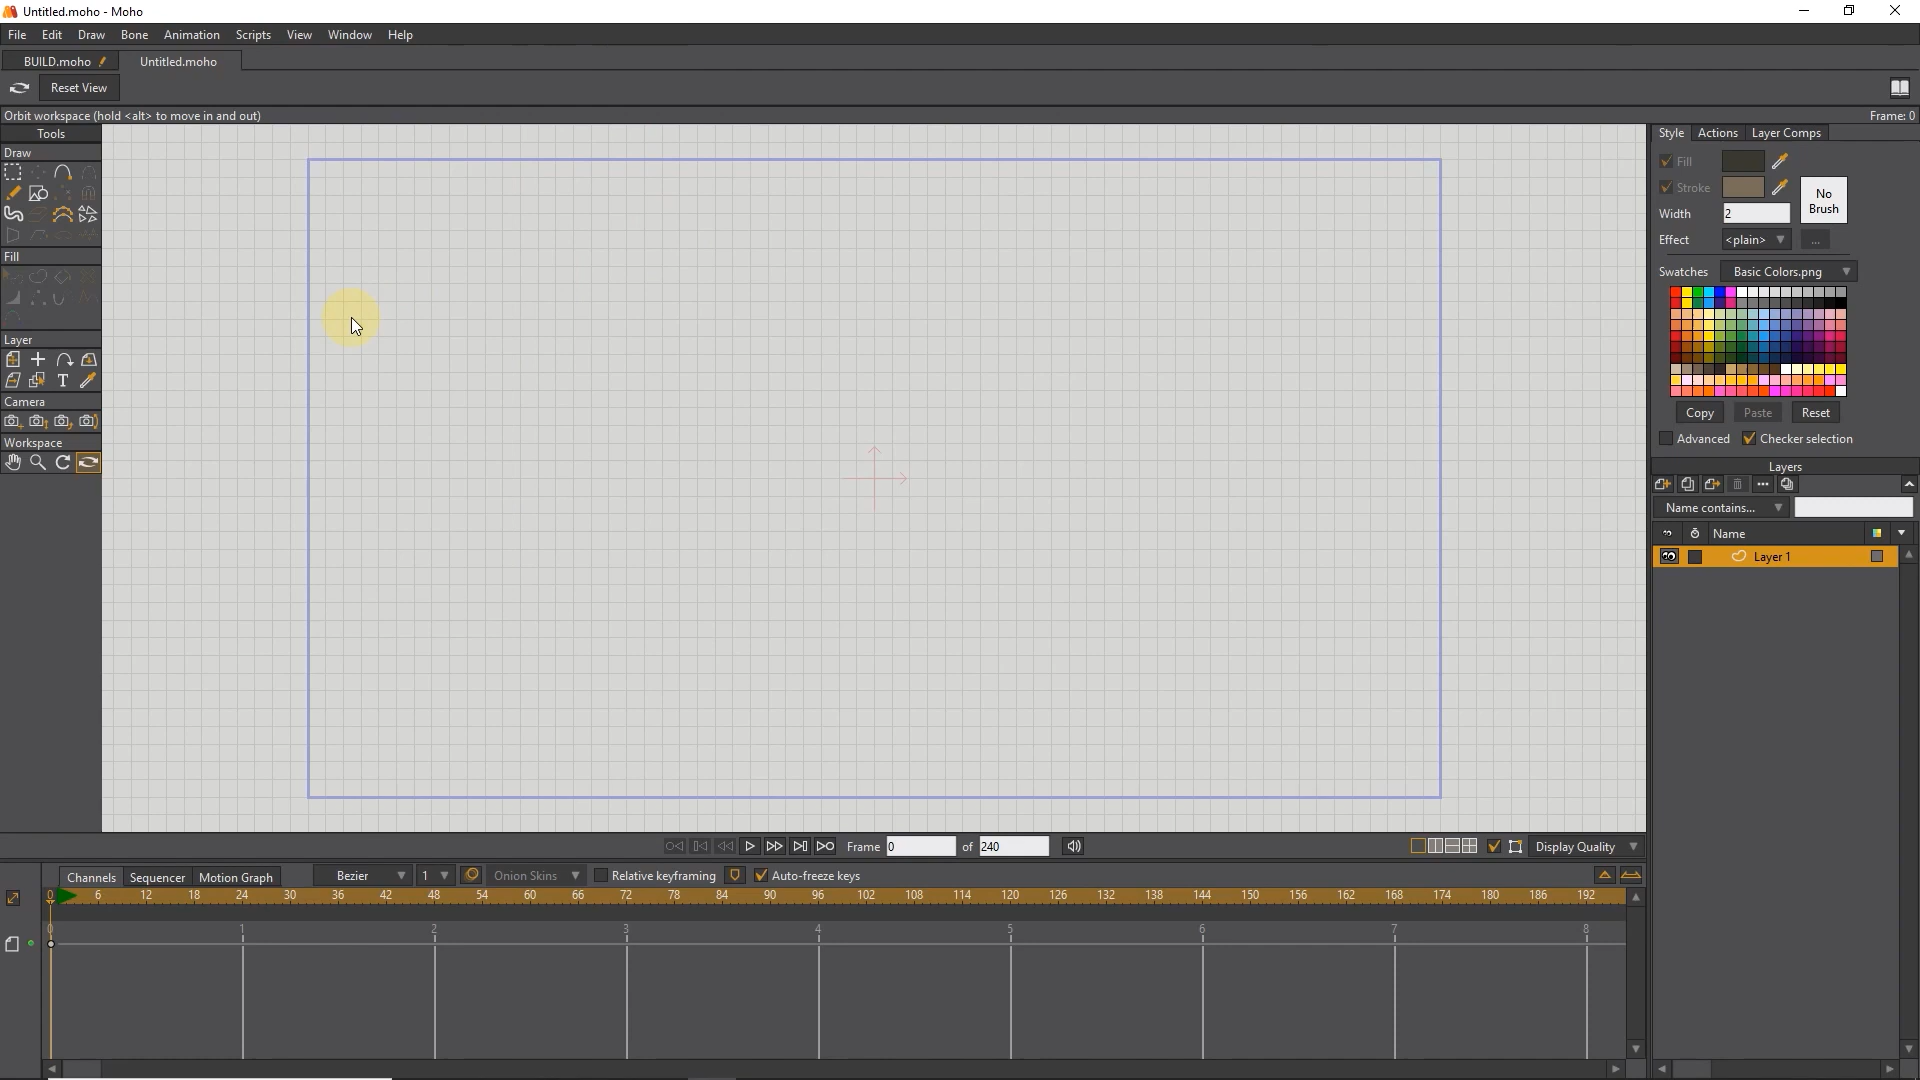 Untitled.moho - Moho
File Edit Draw Bone Animation Scripts View Window Help
BUILD.moho Untitled.moho
Reset View
Orbit workspace (hold <alt> to move in and out) Frame: 0
Tools
Draw
Fill
Layer
T
Camera
Workspace
Style Actions Layer Comps
Fill
Stroke
No
Brush
Width 2
Effect <plain> ...
Swatches Basic Colors.png
Copy Paste Reset
Advanced Checker selection
Layers
Name contains...
Name
Layer 1
Frame 0 of 240 Display Quality
Channels Sequencer Motion Graph Bezier 1 Onion Skins Relative keyframing Auto-freeze keys
0 6 12 18 24 30 36 42 48 54 60 66 72 78 84 90 96 102 108 114 120 126 132 138 144 150 156 162 168 174 180 186 192
0 1 2 3 4 5 6 7 8